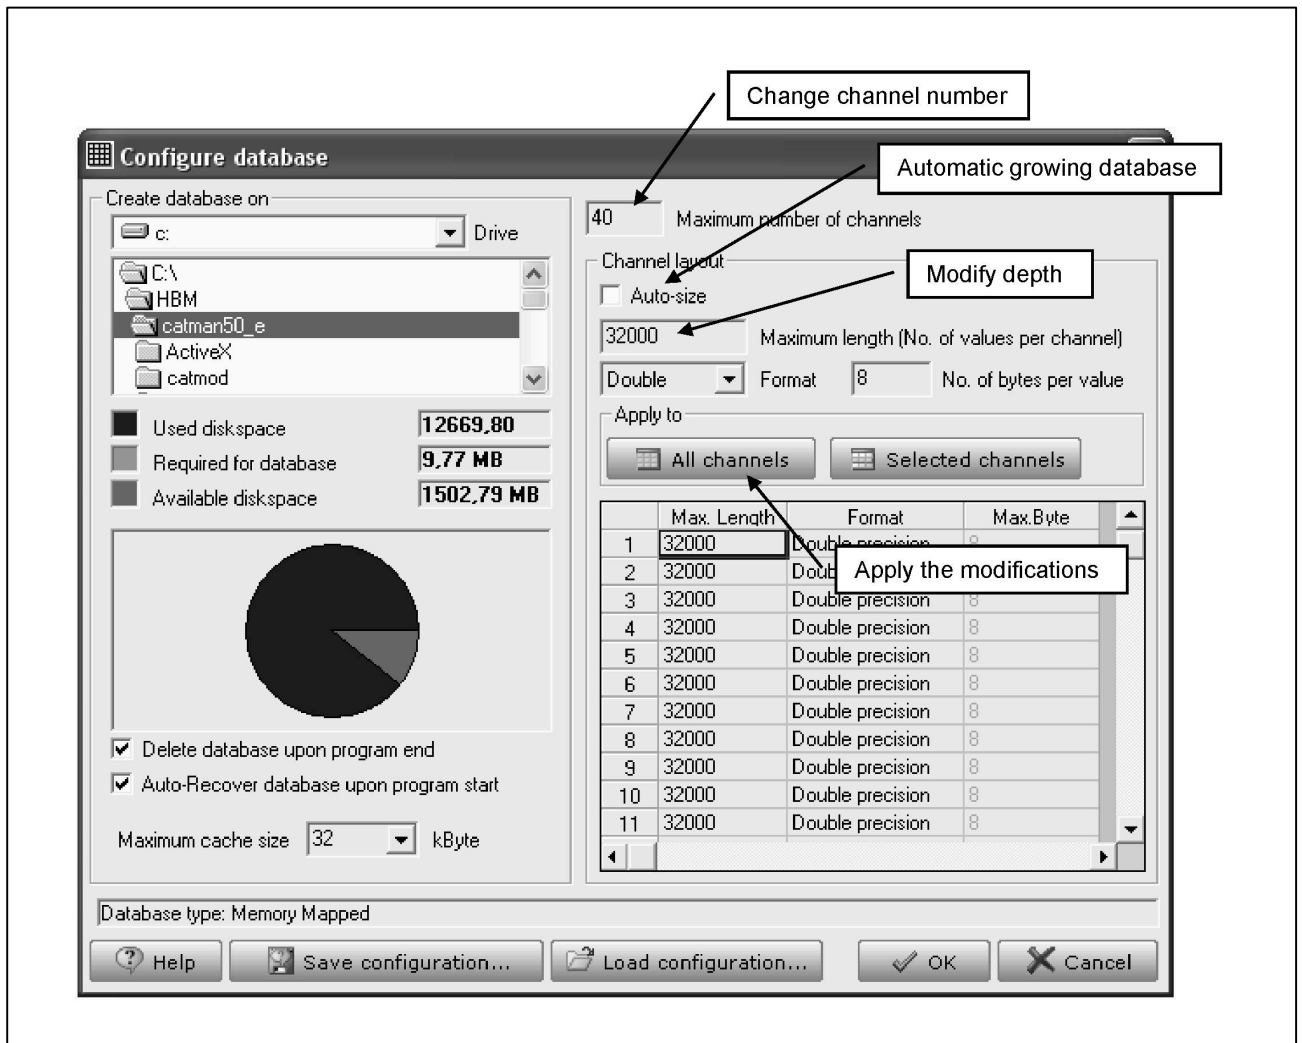 Change channel number
Configure database
Automatic growing database
Create database on
c:
Drive
40
Maximum number of channels
C:\
HBM
catman50_e
ActiveX
catmod
Channel layout
Modify depth
Auto-size
32000
Maximum length (No. of values per channel)
Double
Format
8
No. of bytes per value
Used diskspace
12669,80
Required for database
9,77 MB
Available diskspace
1502,79 MB
Apply to
All channels
Selected channels
Max. Length Format Max.Byte
1 32000 Double precision 8
2 32000
Apply the modifications
3 32000 Double precision 8
4 32000 Double precision 8
5 32000 Double precision 8
6 32000 Double precision 8
7 32000 Double precision 8
8 32000 Double precision 8
9 32000 Double precision 8
10 32000 Double precision 8
11 32000 Double precision 8
Delete database upon program end
Auto-Recover database upon program start
Maximum cache size
32
kByte
Database type: Memory Mapped
Help
Save configuration...
Load configuration...
OK
Cancel